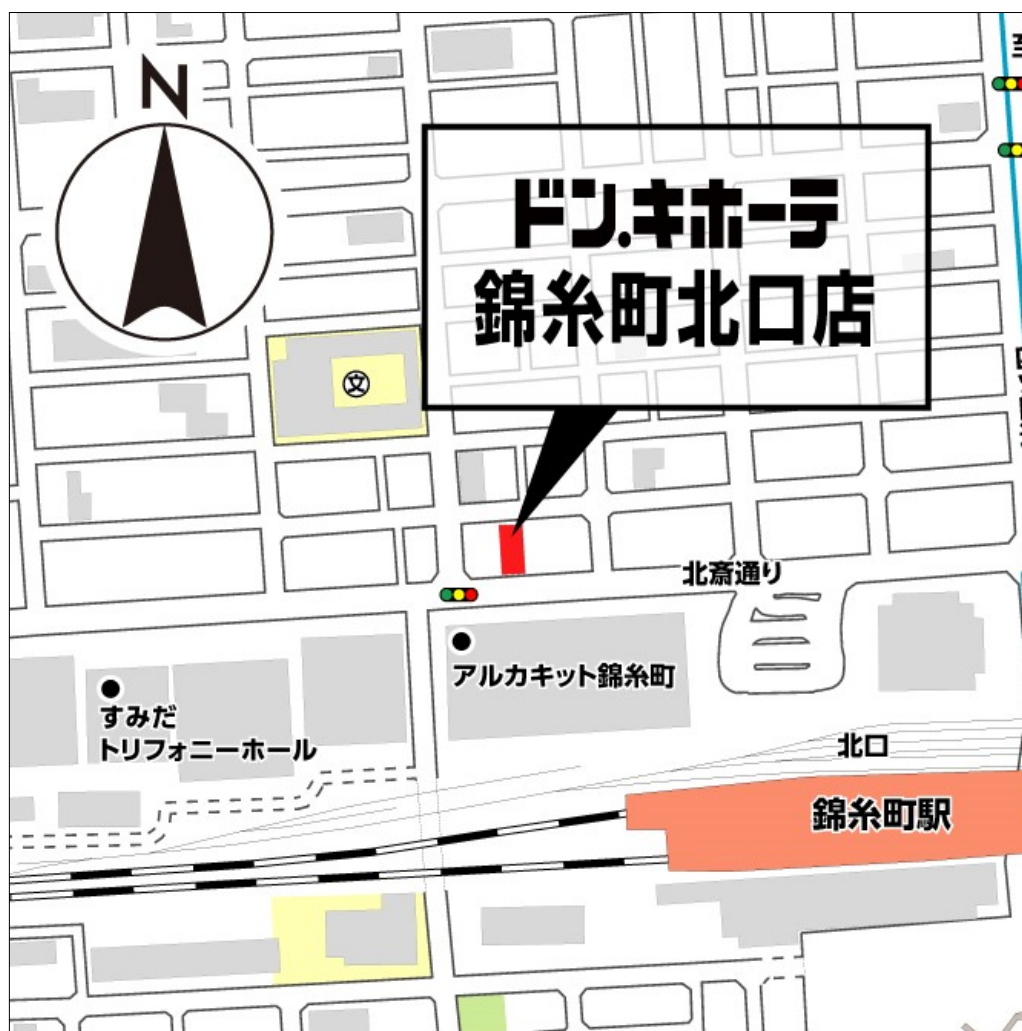 N
ドン.キホーテ
錦糸町北口店
文
北斎通り
アルカキット錦糸町
すみだ
トリフォニーホール
北口
錦糸町駅